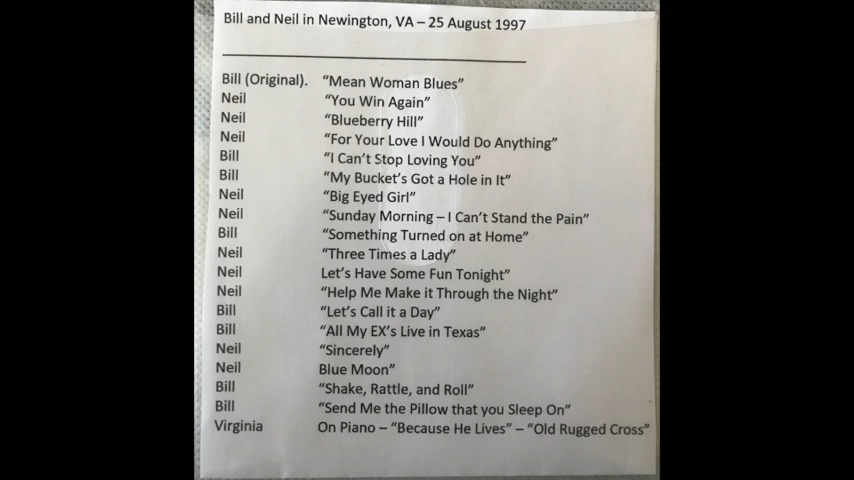 Bill and Neil in Newington, VA – 25 August 1997
Bill (Original). “Mean Woman Blues”
Neil “You Win Again”
Neil “Blueberry Hill”
Neil “For Your Love I Would Do Anything”
Bill “I Can’t Stop Loving You”
Bill “My Bucket’s Got a Hole in It”
Neil “Big Eyed Girl”
Neil “Sunday Morning – I Can’t Stand the Pain”
Bill “Something Turned on at Home”
Neil “Three Times a Lady”
Neil Let’s Have Some Fun Tonight”
Neil “Help Me Make it Through the Night”
Bill “Let’s Call it a Day”
Bill “All My EX’s Live in Texas”
Neil “Sincerely”
Neil Blue Moon”
Bill “Shake, Rattle, and Roll”
Bill “Send Me the Pillow that you Sleep On”
Virginia On Piano – “Because He Lives” – “Old Rugged Cross”